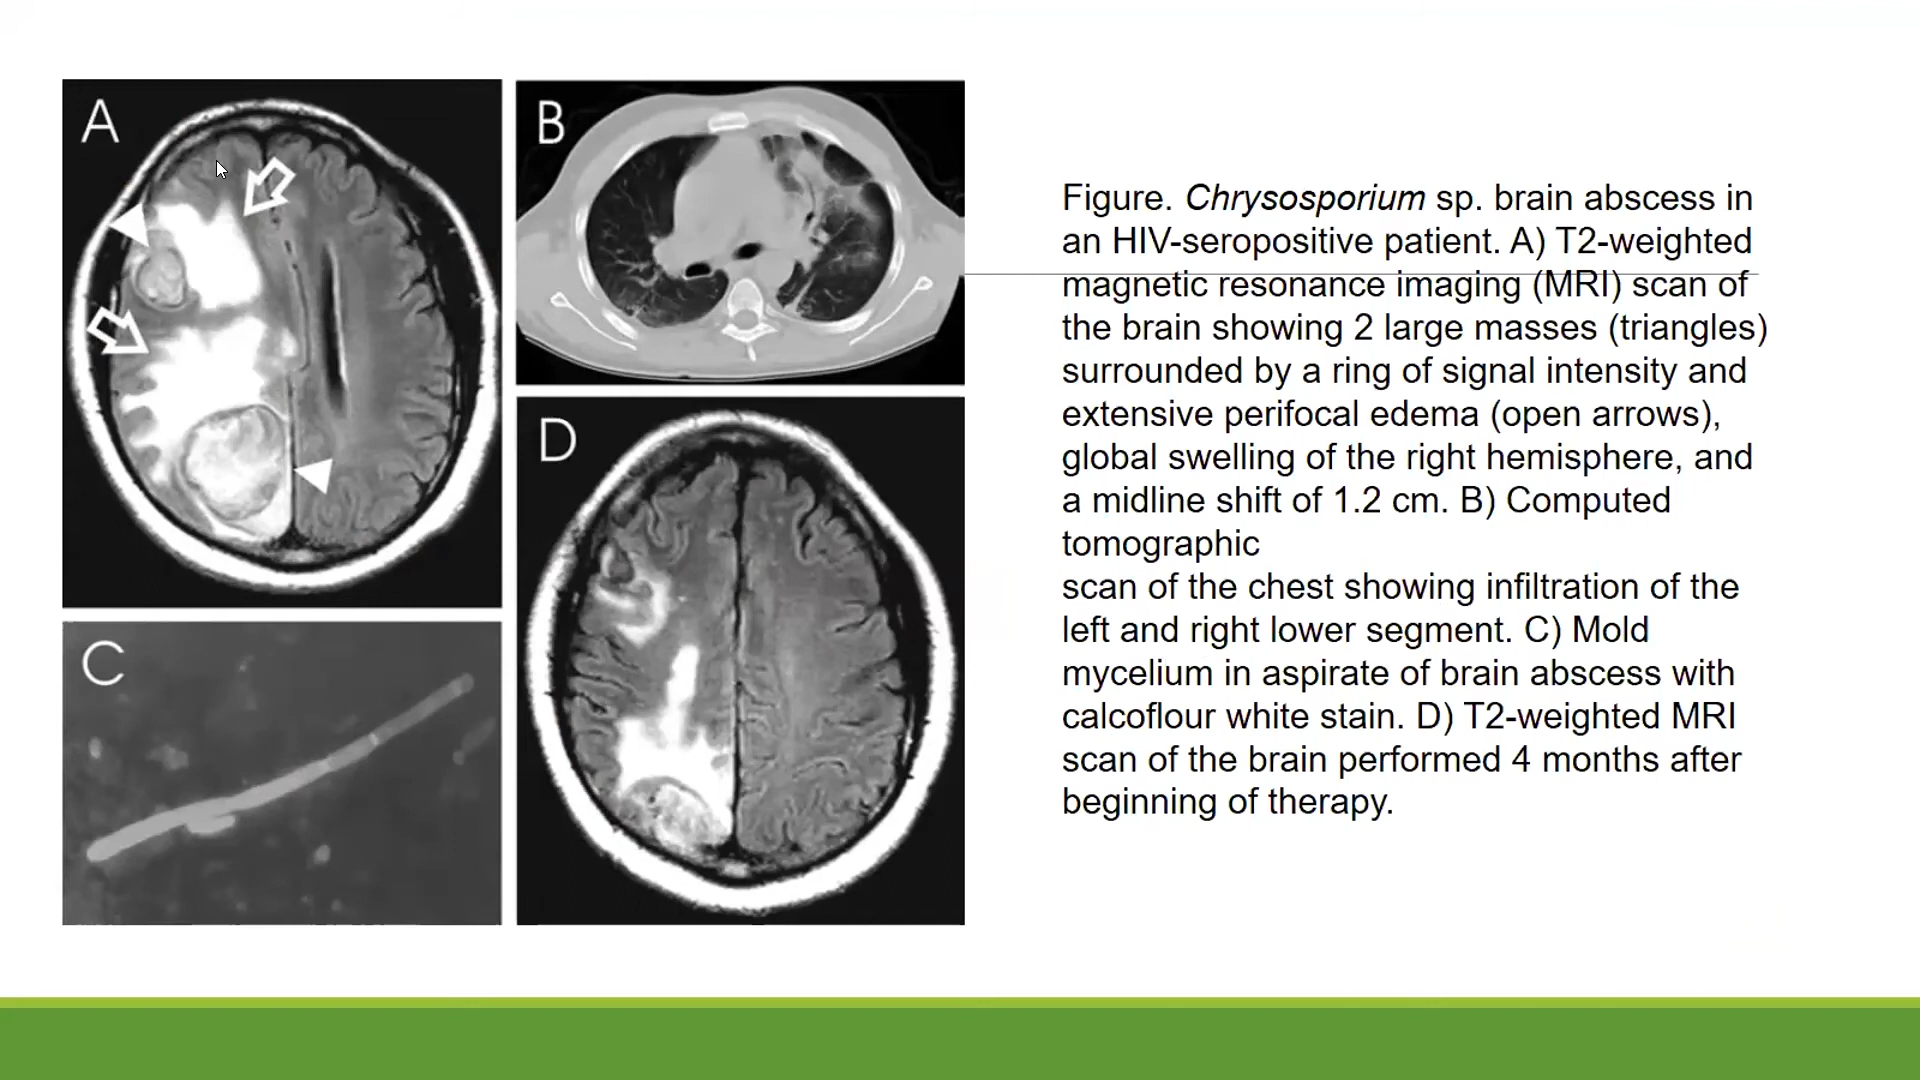 A
B
C
D
Figure. Chrysosporium sp. brain abscess in
an HIV-seropositive patient. A) T2-weighted
magnetic resonance imaging (MRI) scan of
the brain showing 2 large masses (triangles)
surrounded by a ring of signal intensity and
extensive perifocal edema (open arrows),
global swelling of the right hemisphere, and
a midline shift of 1.2 cm. B) Computed
tomographic
scan of the chest showing infiltration of the
left and right lower segment. C) Mold
mycelium in aspirate of brain abscess with
calcoflour white stain. D) T2-weighted MRI
scan of the brain performed 4 months after
beginning of therapy.